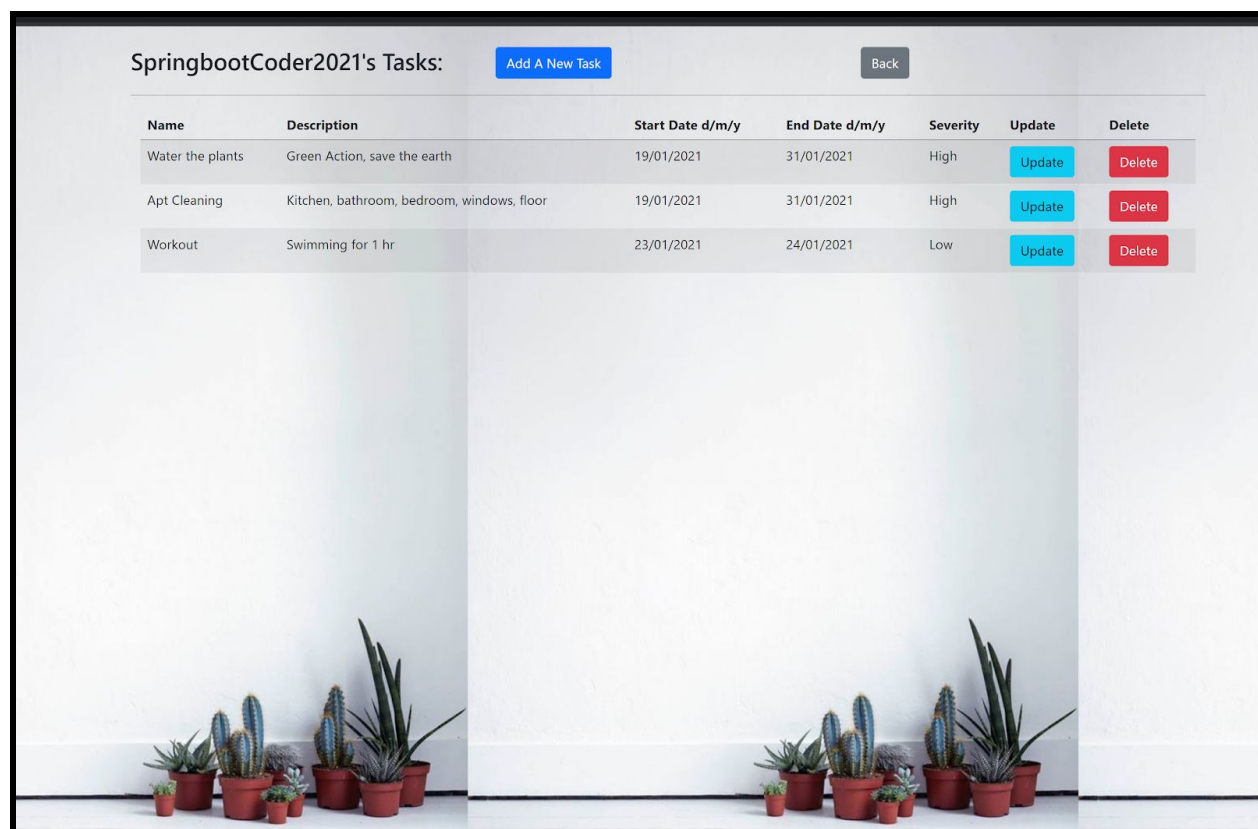 SpringbootCoder2021's Tasks: Add A New Task Back
Name Description Start Date d/m/y End Date d/m/y Severity Update Delete
Water the plants Green Action, save the earth 19/01/2021 31/01/2021 High Update Delete
Apt Cleaning Kitchen, bathroom, bedroom, windows, floor 19/01/2021 31/01/2021 High Update Delete
Workout Swimming for 1 hr 23/01/2021 24/01/2021 Low Update Delete